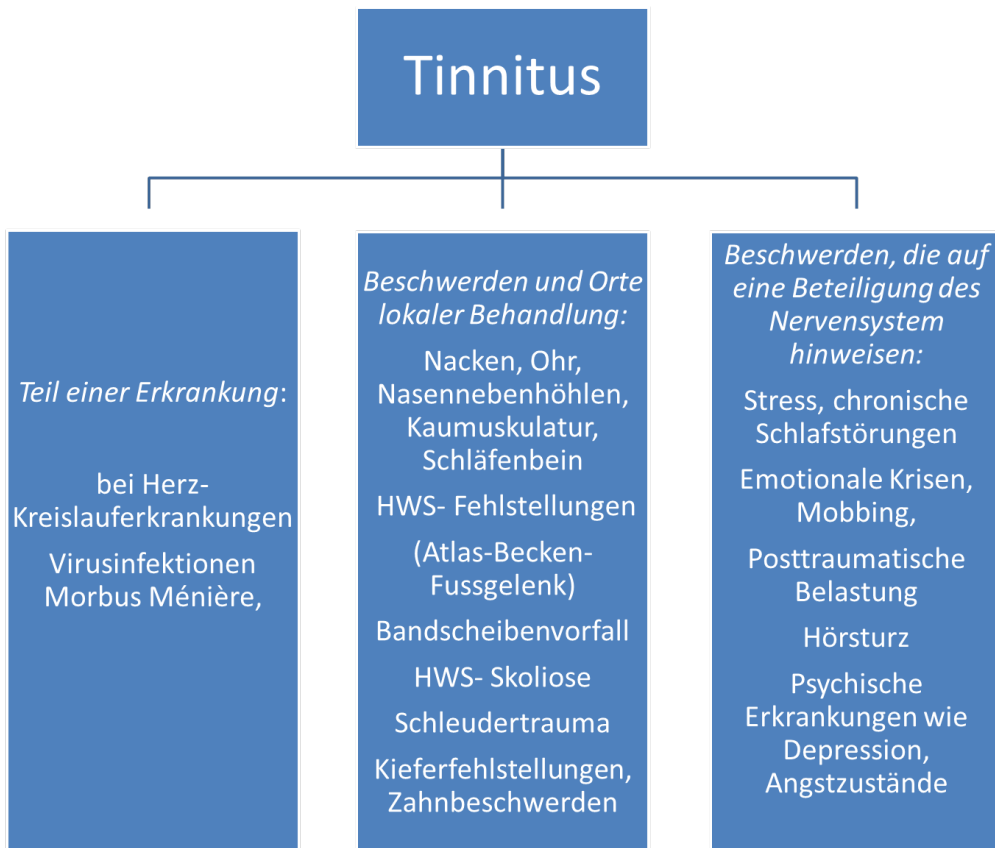 Tinnitus
Teil einer Erkrankung:
bei Herz-
Kreislauferkrankungen
Virusinfektionen
Morbus Ménière,
Beschwerden und Orte
lokaler Behandlung:
Nacken, Ohr,
Nasennebenhöhlen,
Kaumuskulatur,
Schläfenbein
HWS- Fehlstellungen
(Atlas-Becken-
Fussgelenk)
Bandscheibenvorfall
HWS- Skoliose
Schleudertrauma
Kieferfehlstellungen,
Zahnbeschwerden
Beschwerden, die auf
eine Beteiligung des
Nervensystem
hinweisen:
Stress, chronische
Schlafstörungen
Emotionale Krisen,
Mobbing,
Posttraumatische
Belastung
Hörsturz
Psychische
Erkrankungen wie
Depression,
Angstzustände